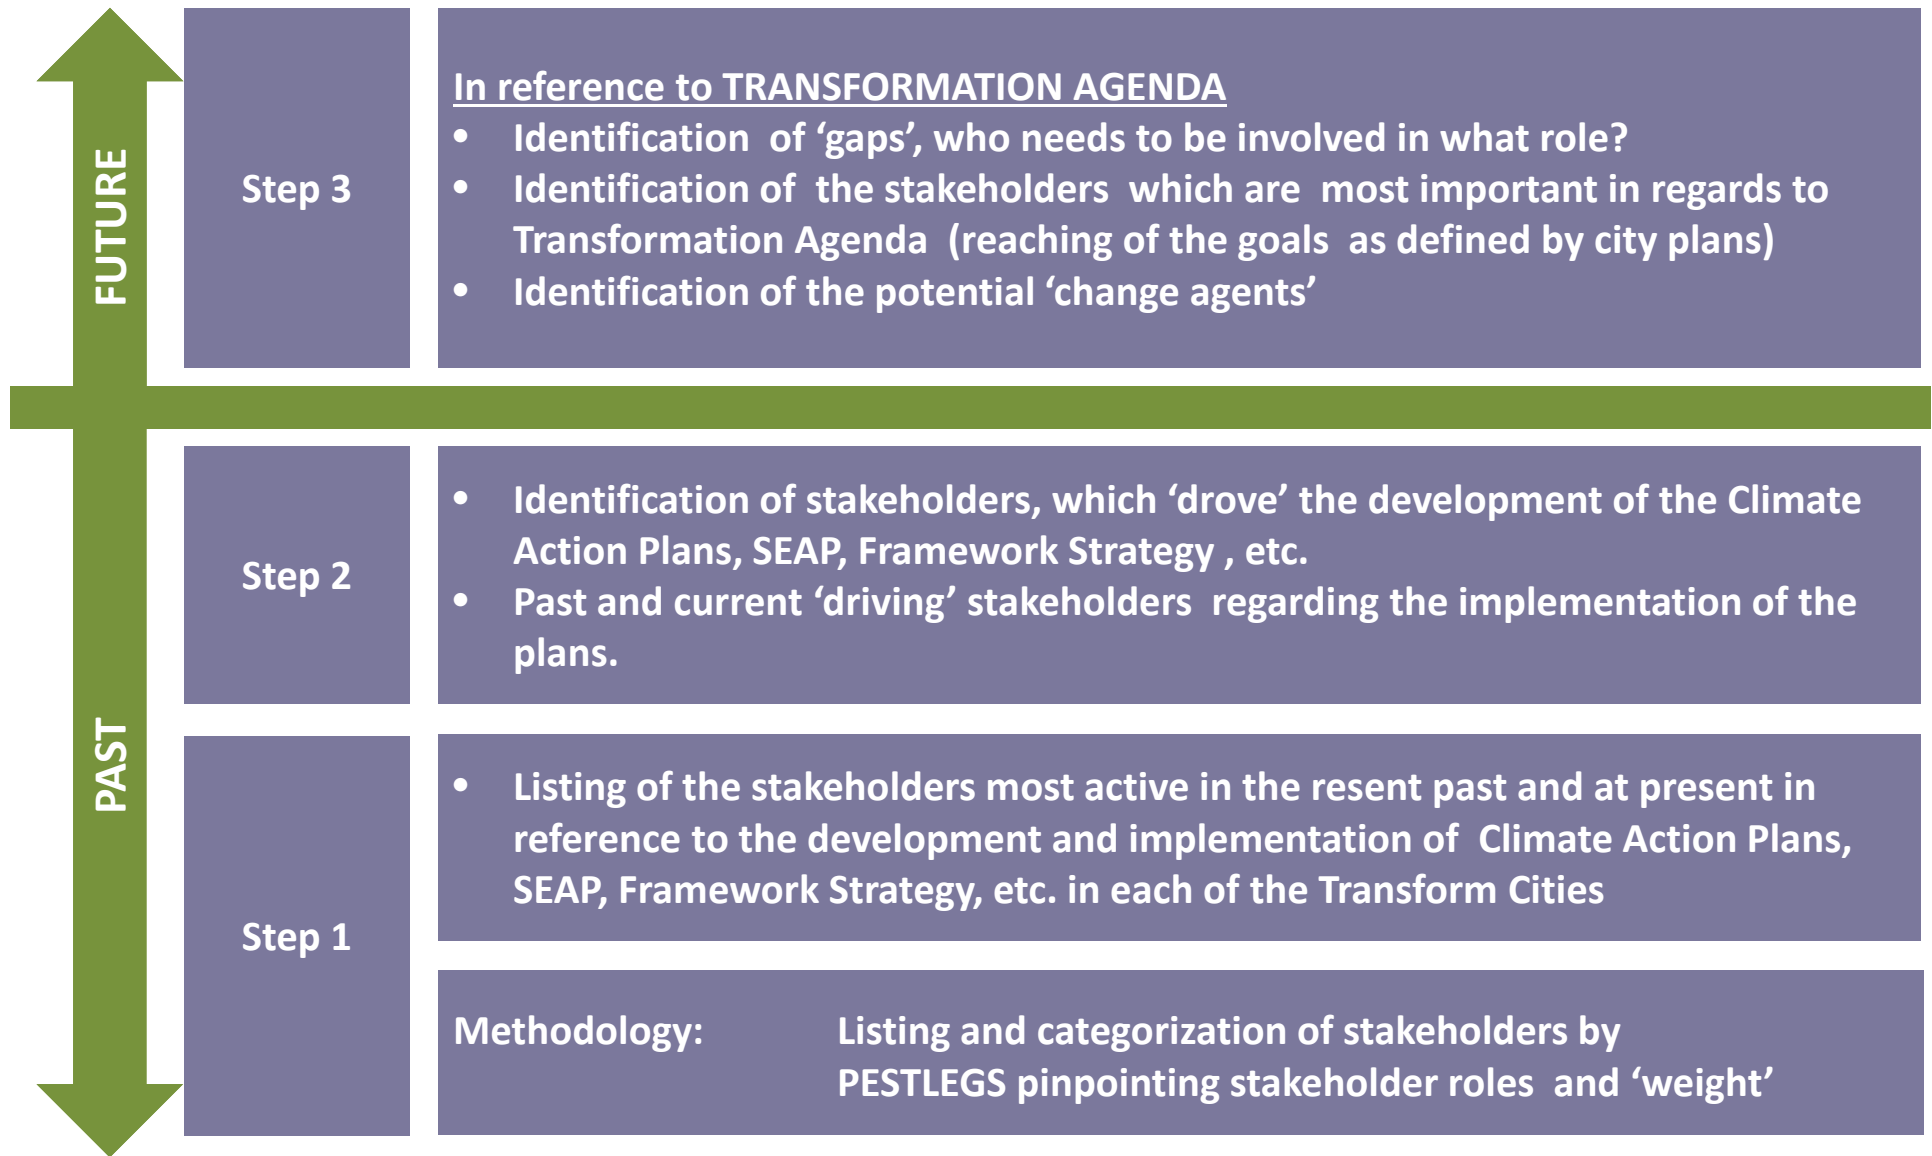 FUTURE
Step 3
In reference to TRANSFORMATION AGENDA
• Identification of ‘gaps’, who needs to be involved in what role?
• Identification of the stakeholders which are most important in regards to
Transformation Agenda (reaching of the goals as defined by city plans)
• Identification of the potential ‘change agents’
PAST
Step 2
• Identification of stakeholders, which ‘drove’ the development of the Climate
Action Plans, SEAP, Framework Strategy , etc.
• Past and current ‘driving’ stakeholders regarding the implementation of the
plans.
Step 1
• Listing of the stakeholders most active in the resent past and at present in
reference to the development and implementation of Climate Action Plans,
SEAP, Framework Strategy, etc. in each of the Transform Cities
Methodology: Listing and categorization of stakeholders by
PESTLEGS pinpointing stakeholder roles and ‘weight’